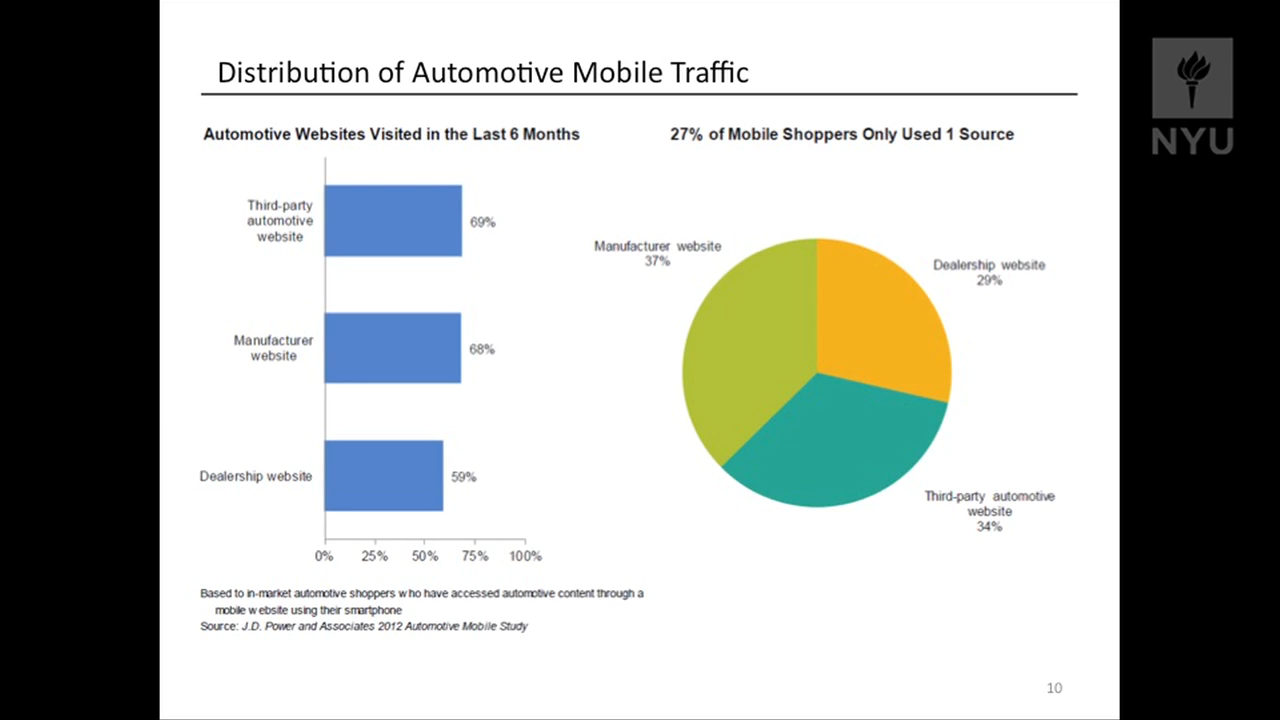 Distribution of Automotive Mobile Traffic
NYU
Automotive Websites Visited in the Last 6 Months
Third-party
automotive
website
69%
Manufacturer
website
68%
Dealership website
59%
0% 25% 50% 75% 100%
27% of Mobile Shoppers Only Used 1 Source
Manufacturer website
37%
Dealership website
29%
Third-party automotive
website
34%
Based to in-market automotive shoppers who have accessed automotive content through a
mobile website using their smartphone
Source: J.D. Power and Associates 2012 Automotive Mobile Study
10